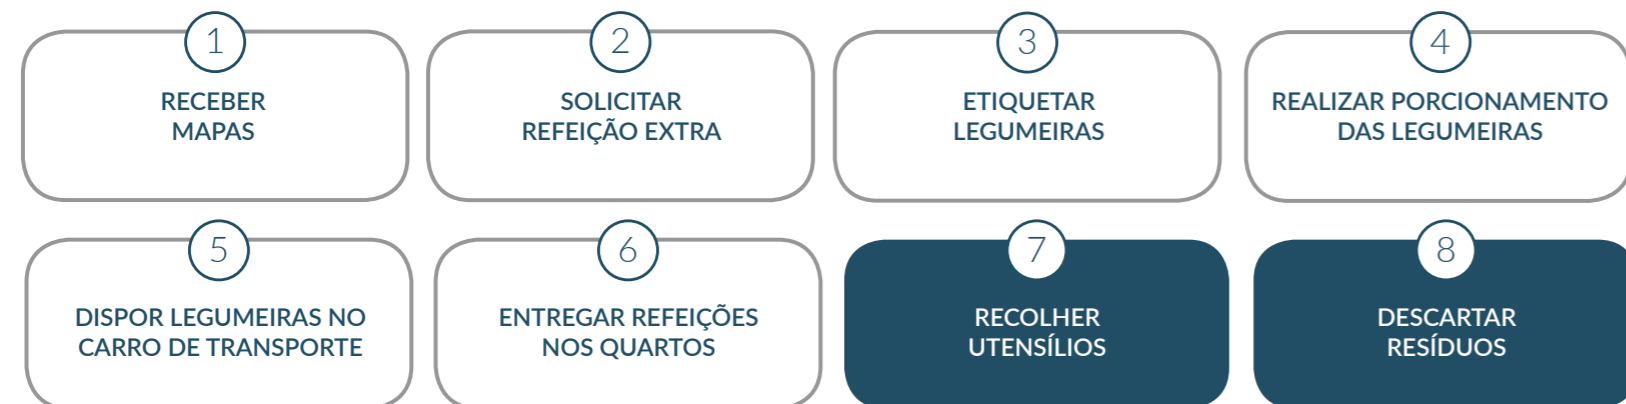 1
RECEBER
MAPAS
2
SOLICITAR
REFEIÇÃO EXTRA
3
ETIQUETAR
LEGUMEIRAS
4
REALIZAR PORCIONAMENTO
DAS LEGUMEIRAS
5
DISPOR LEGUMEIRAS NO
CARRO DE TRANSPORTE
6
ENTREGAR REFEIÇÕES
NOS QUARTOS
7
RECOLHER
UTENSÍLIOS
8
DESCARTAR
RESÍDUOS